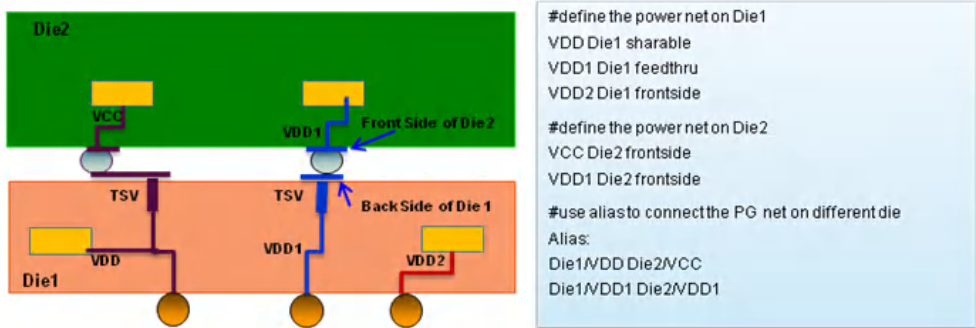 Die2
VCC
VDD1
Front Side of Die2
TSV
TSV
Back Side of Die 1
VDD
VDD1
VDD2
Die1
#define the power net on Die1
VDD Die1 sharable
VDD1 Die1 feedthru
VDD2 Die1 frontside
#define the power net on Die2
VCC Die2 frontside
VDD1 Die2 frontside
#use alias to connect the PG net on different die
Alias:
Die1/VDD Die2/VCC
Die1/VDD1 Die2/VDD1